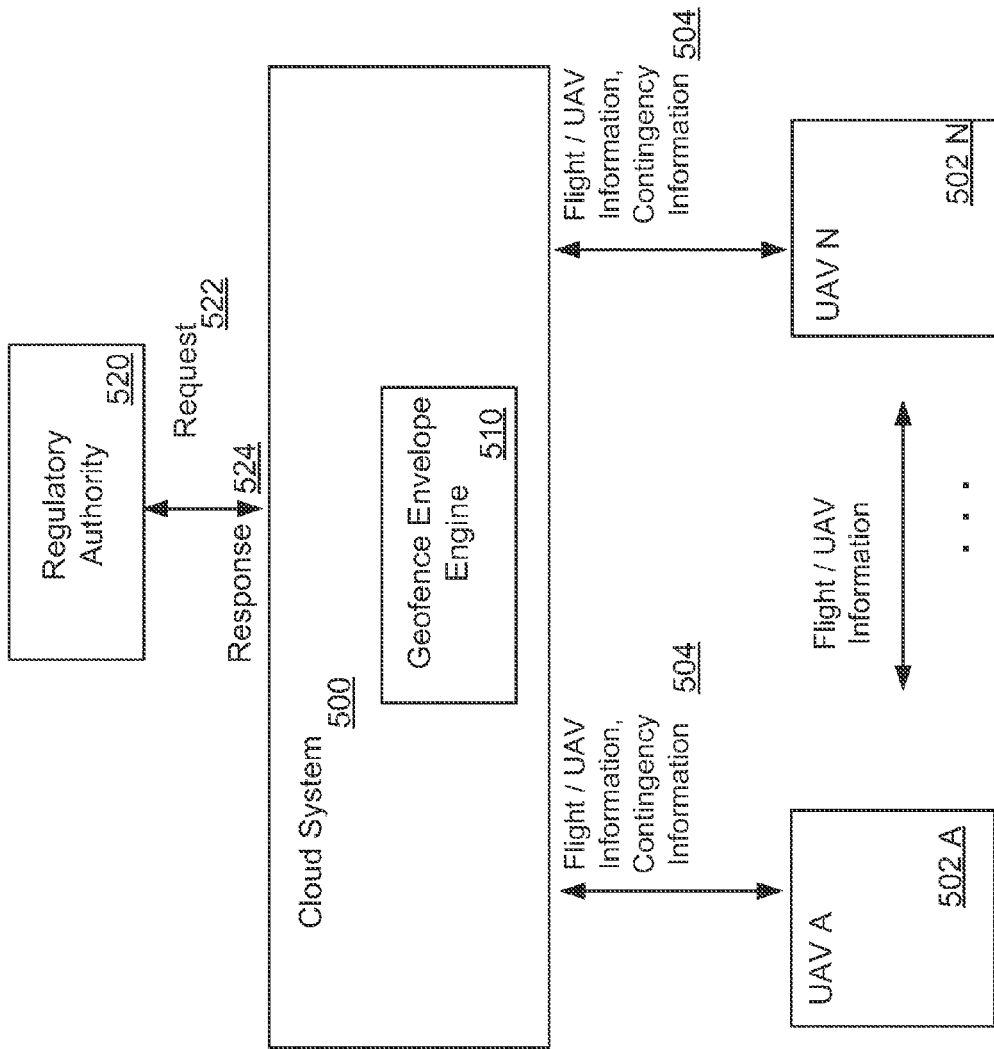 Regulatory
Authority
520
Request
522
Response 524
Cloud System
500
Geofence Envelope
Engine
510
Flight / UAV
Information,
Contingency
Information 504
Flight / UAV
Information,
Contingency
Information 504
UAV A
502 A
Flight / UAV
Information
. . .
UAV N
502 N